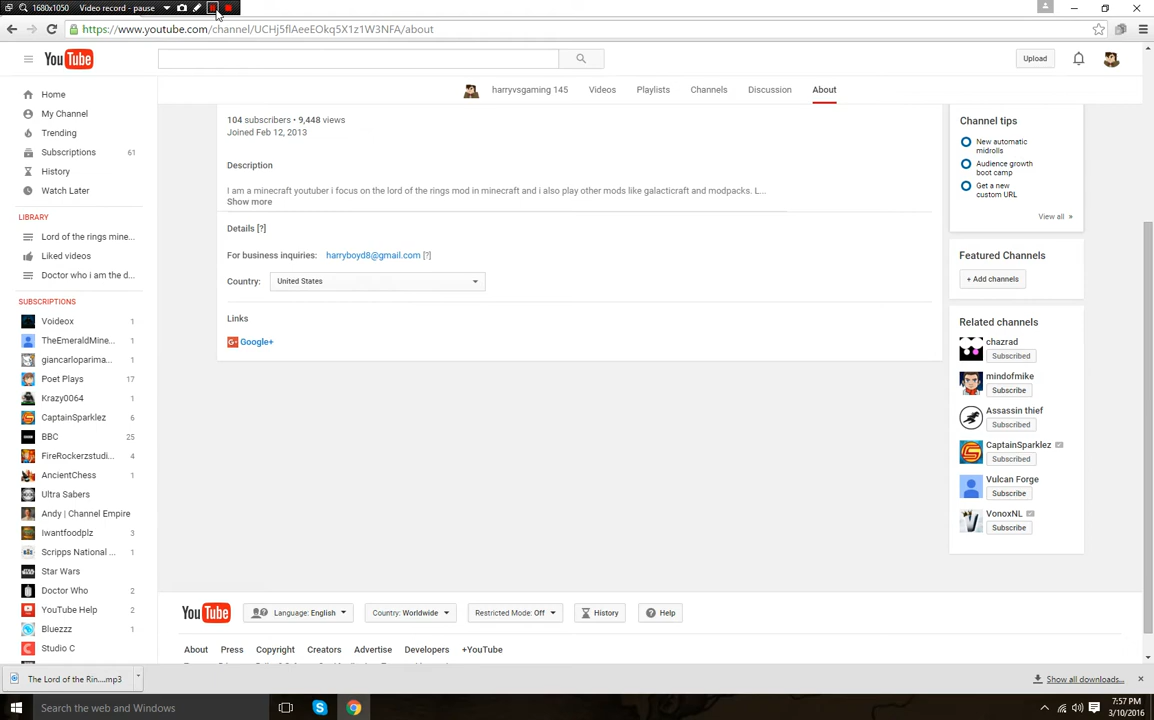 1680x1050 Video record - pause
https://www.youtube.com/channel/UCHj5flAeeEOkq5X1z1W3NFA/about
YouTube
Upload
harryvsgaming 145 Videos Playlists Channels Discussion About
Home
My Channel
Trending
Subscriptions 61
History
Watch Later
LIBRARY
Lord of the rings mine...
Liked videos
Doctor who i am the d...
SUBSCRIPTIONS
Voideox 1
TheEmeraldMine... 1
giancarloparima... 1
Poet Plays 17
Krazy0064 1
CaptainSparklez 6
BBC 25
FireRockerzstudi... 4
AncientChess 1
Ultra Sabers
Andy | Channel Empire
Iwantfoodplz 3
Scripps National ... 1
Star Wars
Doctor Who 2
YouTube Help 2
Bluezzz 1
Studio C 1
104 subscribers • 9,448 views
Joined Feb 12, 2013
Description
I am a minecraft youtuber i focus on the lord of the rings mod in minecraft and i also play other mods like galacticraft and modpacks. L...
Show more
Details [?]
For business inquiries: harryboyd8@gmail.com [?]
Country: United States
Links
Google+
Channel tips
New automatic
midrolls
Audience growth
boot camp
Get a new
custom URL
View all »
Featured Channels
+ Add channels
Related channels
chazrad
Subscribed
mindofmike
Subscribe
Assassin thief
Subscribed
CaptainSparklez
Subscribed
Vulcan Forge
Subscribe
VonoxNL
Subscribe
YouTube Language: English Country: Worldwide Restricted Mode: Off History Help
About Press Copyright Creators Advertise Developers +YouTube
The Lord of the Rin....mp3
Show all downloads...
Search the web and Windows
7:57 PM
3/10/2016